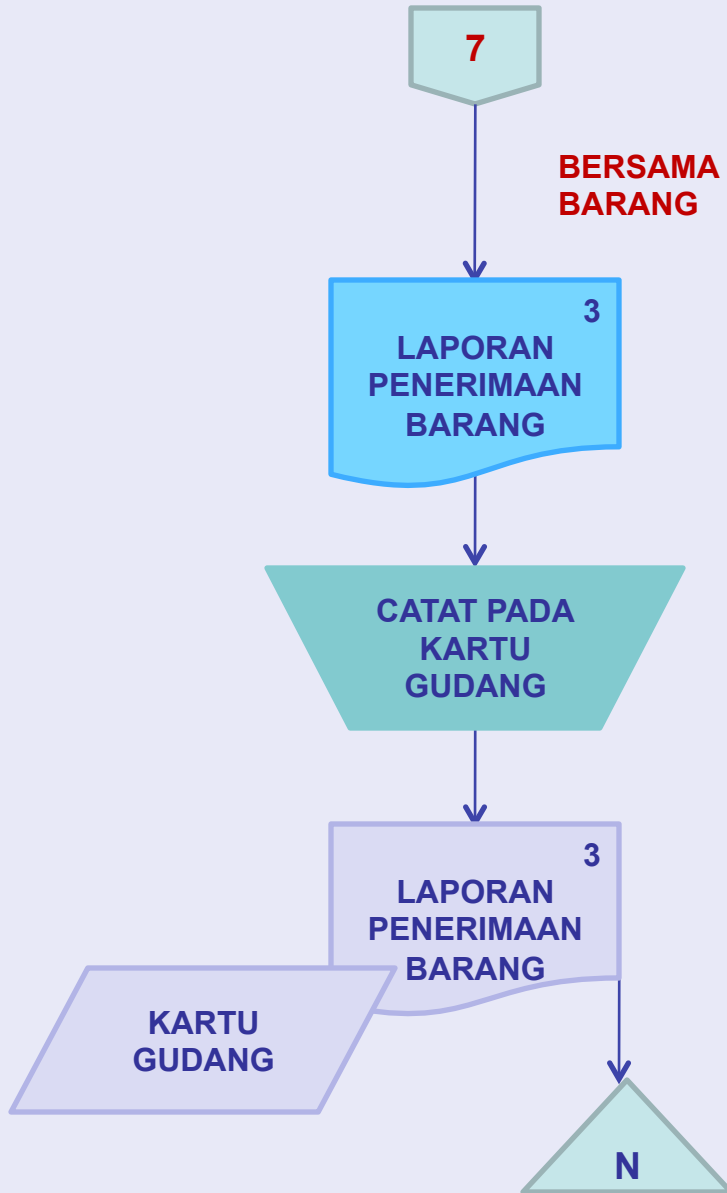 7
BERSAMA
BARANG
3
LAPORAN
PENERIMAAN
BARANG
CATAT PADA
KARTU
GUDANG
3
LAPORAN
PENERIMAAN
BARANG
KARTU
GUDANG
N